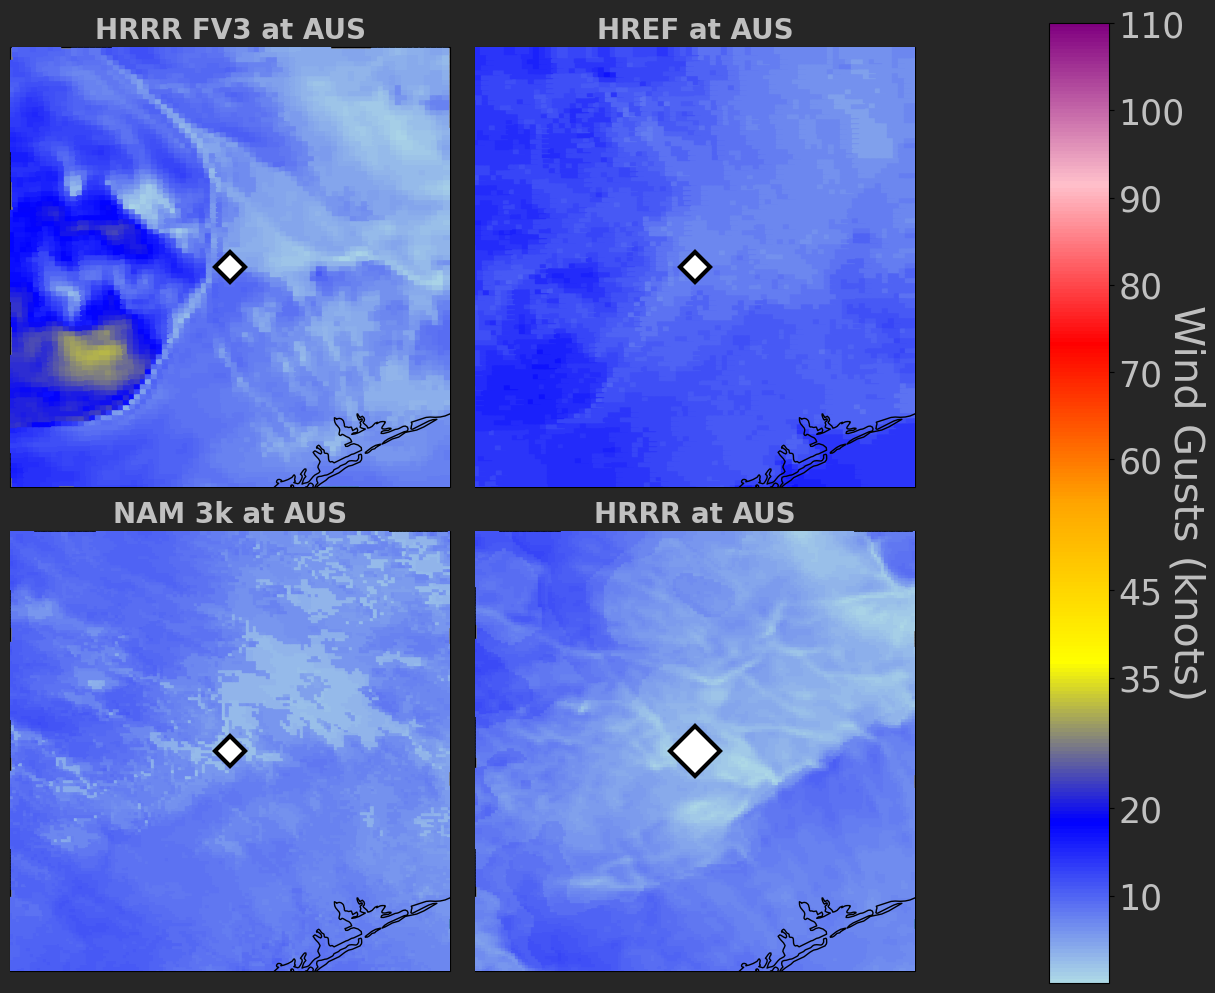 HRRR FV3 at AUS
HREF at AUS
NAM 3k at AUS
HRRR at AUS
110
100
90
80
70
60
45
35
20
10
Wind Gusts (knots)